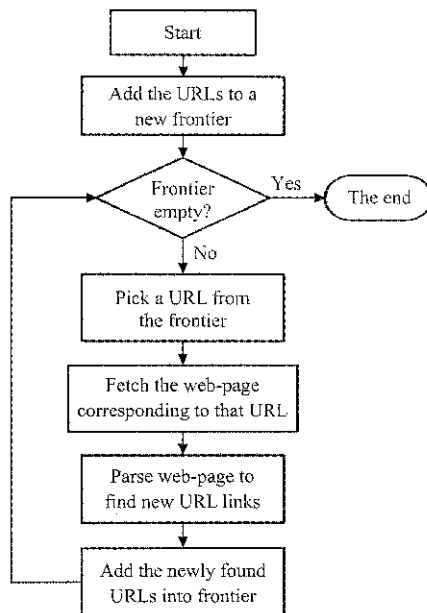 Start
Add the URLs to a
new frontier
Frontier
empty?
Yes
The end
No
Pick a URL from
the frontier
Fetch the web-page
corresponding to that URL
Parse web-page to
find new URL links
Add the newly found
URLs into frontier